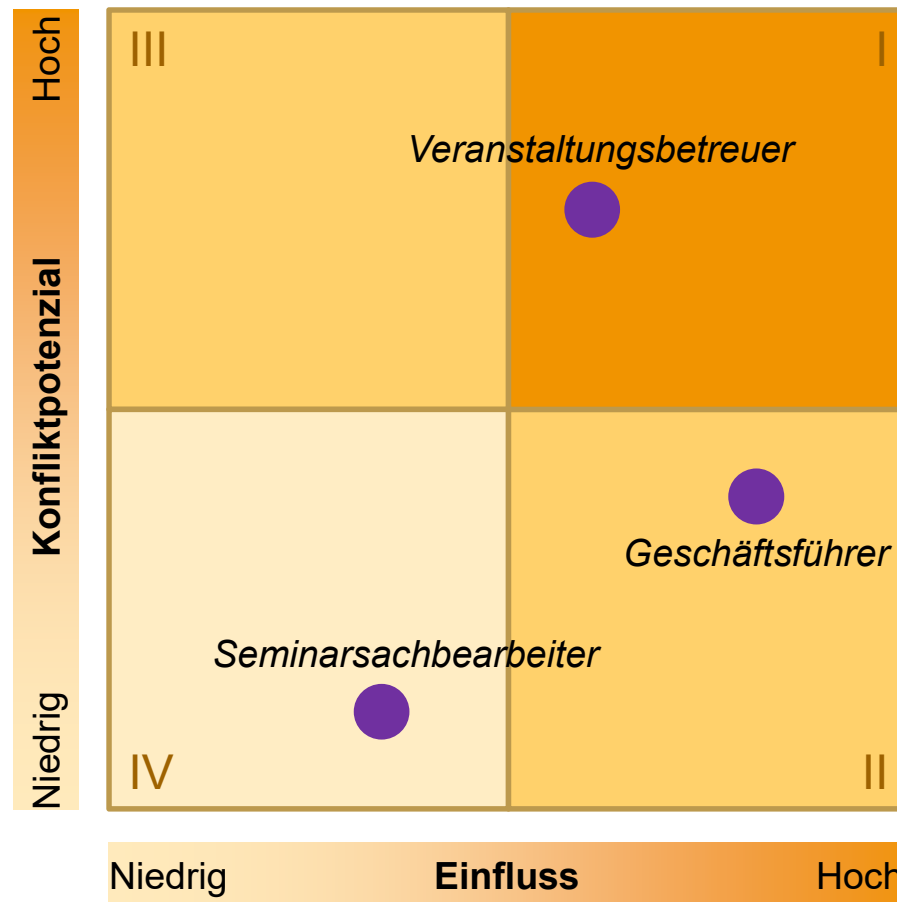 Hoch
Konfliktpotenzial
Niedrig
III
I
Veranstaltungsbetreuer
Geschäftsführer
Seminarsachbearbeiter
IV
II
Niedrig
Einfluss
Hoch